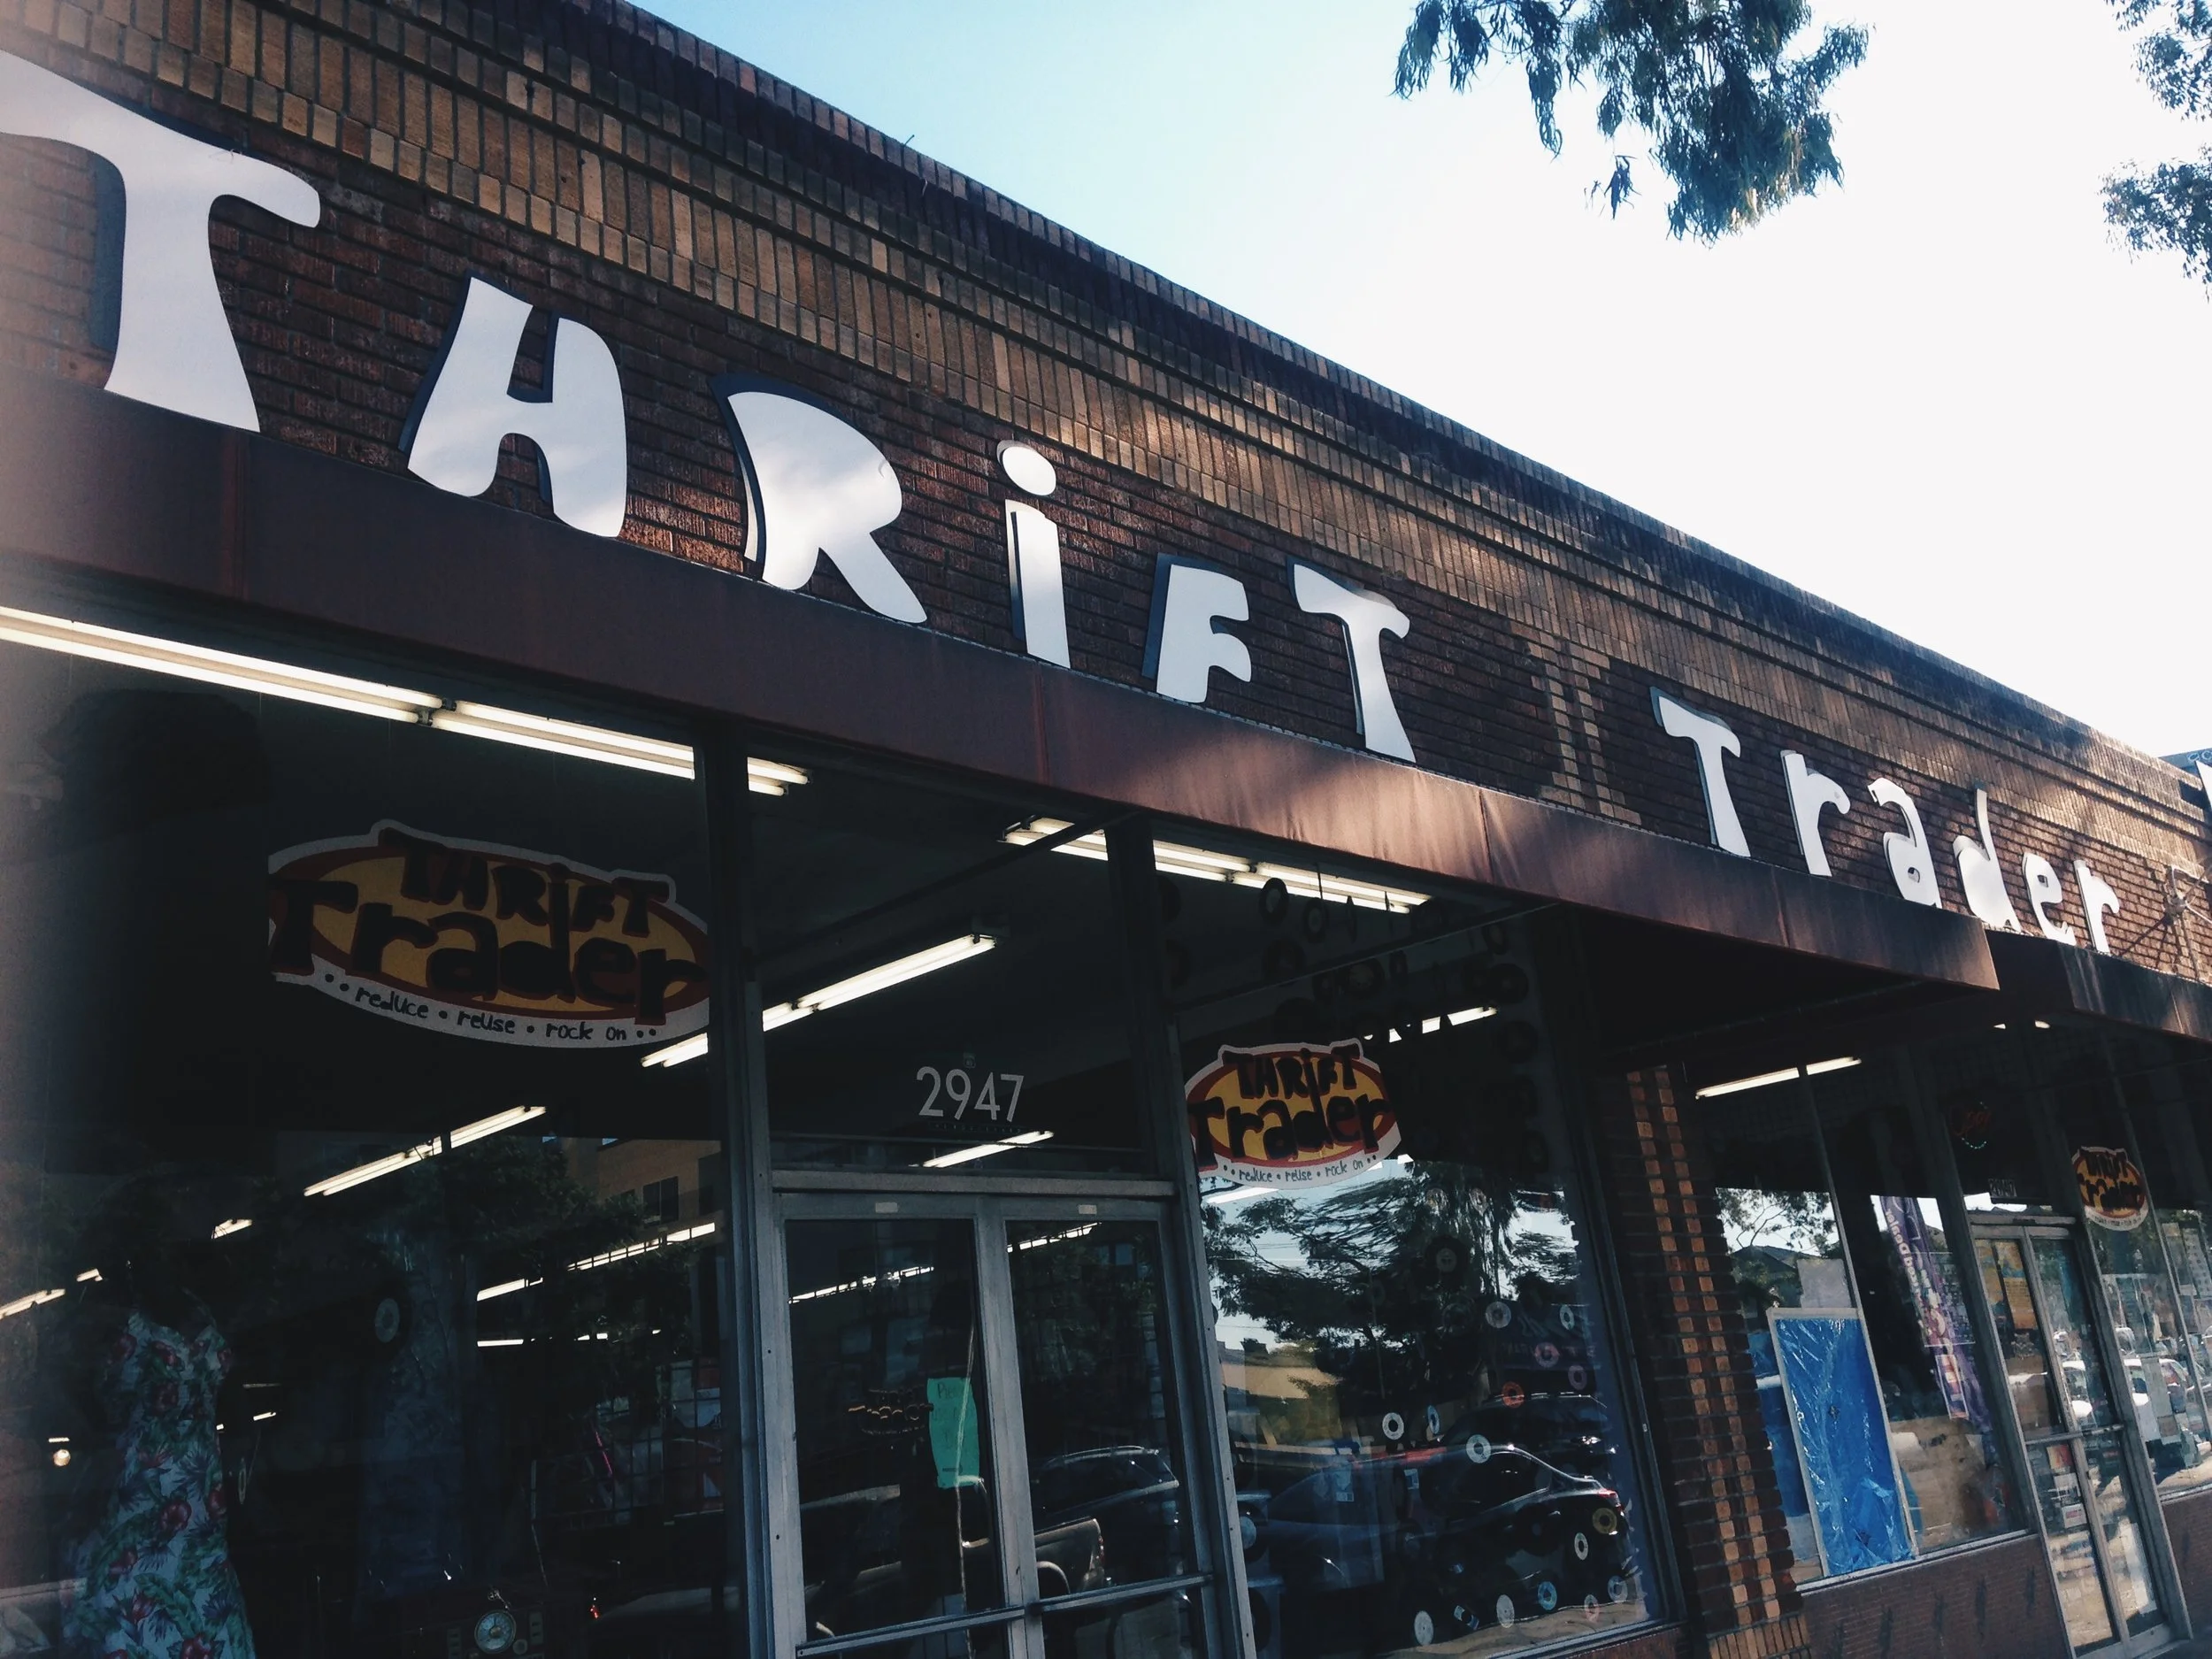 THRiFT Trader
THRiFT
Trader
• • reduce • reuse • rock on • •
2947
THRiFT
Trader
• • reduce • reuse • rock on • •
THRiFT
Trader